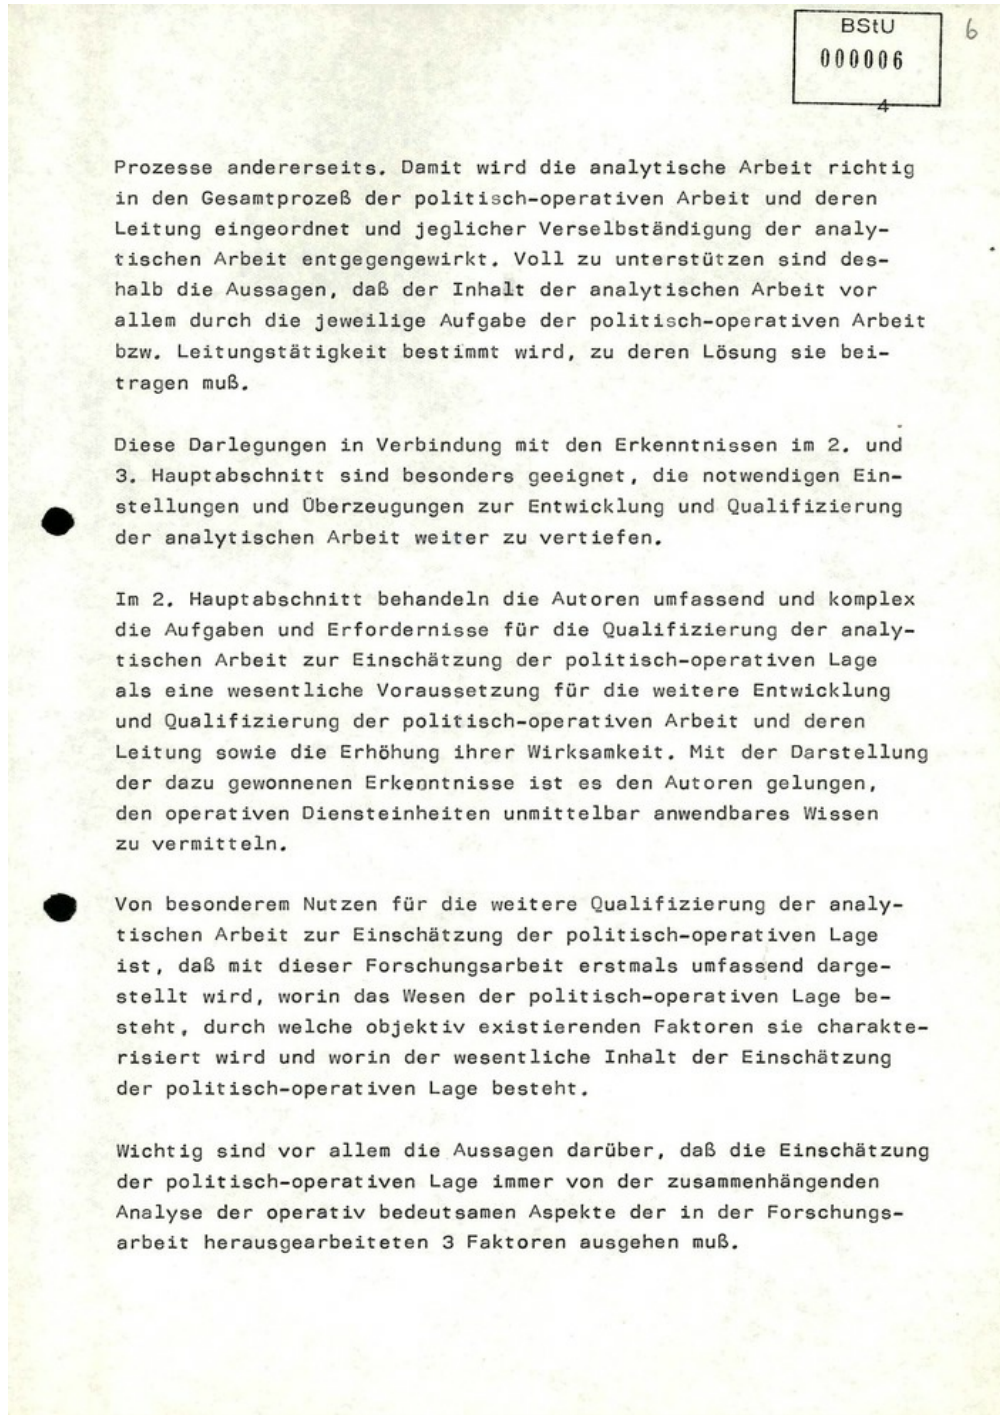 BStU
000006
6
4
Prozesse andererseits. Damit wird die analytische Arbeit richtig
in den Gesamtprozeß der politisch-operativen Arbeit und deren
Leitung eingeordnet und jeglicher Verselbständigung der analy-
tischen Arbeit entgegengewirkt. Voll zu unterstützen sind des-
halb die Aussagen, daß der Inhalt der analytischen Arbeit vor
allem durch die jeweilige Aufgabe der politisch-operativen Arbeit
bzw. Leitungstätigkeit bestimmt wird, zu deren Lösung sie bei-
tragen muß.
Diese Darlegungen in Verbindung mit den Erkenntnissen im 2. und
3. Hauptabschnitt sind besonders geeignet, die notwendigen Ein-
stellungen und Überzeugungen zur Entwicklung und Qualifizierung
der analytischen Arbeit weiter zu vertiefen.
Im 2. Hauptabschnitt behandeln die Autoren umfassend und komplex
die Aufgaben und Erfordernisse für die Qualifizierung der analy-
tischen Arbeit zur Einschätzung der politisch-operativen Lage
als eine wesentliche Voraussetzung für die weitere Entwicklung
und Qualifizierung der politisch-operativen Arbeit und deren
Leitung sowie die Erhöhung ihrer Wirksamkeit. Mit der Darstellung
der dazu gewonnenen Erkenntnisse ist es den Autoren gelungen,
den operativen Diensteinheiten unmittelbar anwendbares Wissen
zu vermitteln.
Von besonderem Nutzen für die weitere Qualifizierung der analy-
tischen Arbeit zur Einschätzung der politisch-operativen Lage
ist, daß mit dieser Forschungsarbeit erstmals umfassend darge-
stellt wird, worin das Wesen der politisch-operativen Lage be-
steht, durch welche objektiv existierenden Faktoren sie charakte-
risiert wird und worin der wesentliche Inhalt der Einschätzung
der politisch-operativen Lage besteht.
Wichtig sind vor allem die Aussagen darüber, daß die Einschätzung
der politisch-operativen Lage immer von der zusammenhängenden
Analyse der operativ bedeutsamen Aspekte der in der Forschungs-
arbeit herausgearbeiteten 3 Faktoren ausgehen muß.